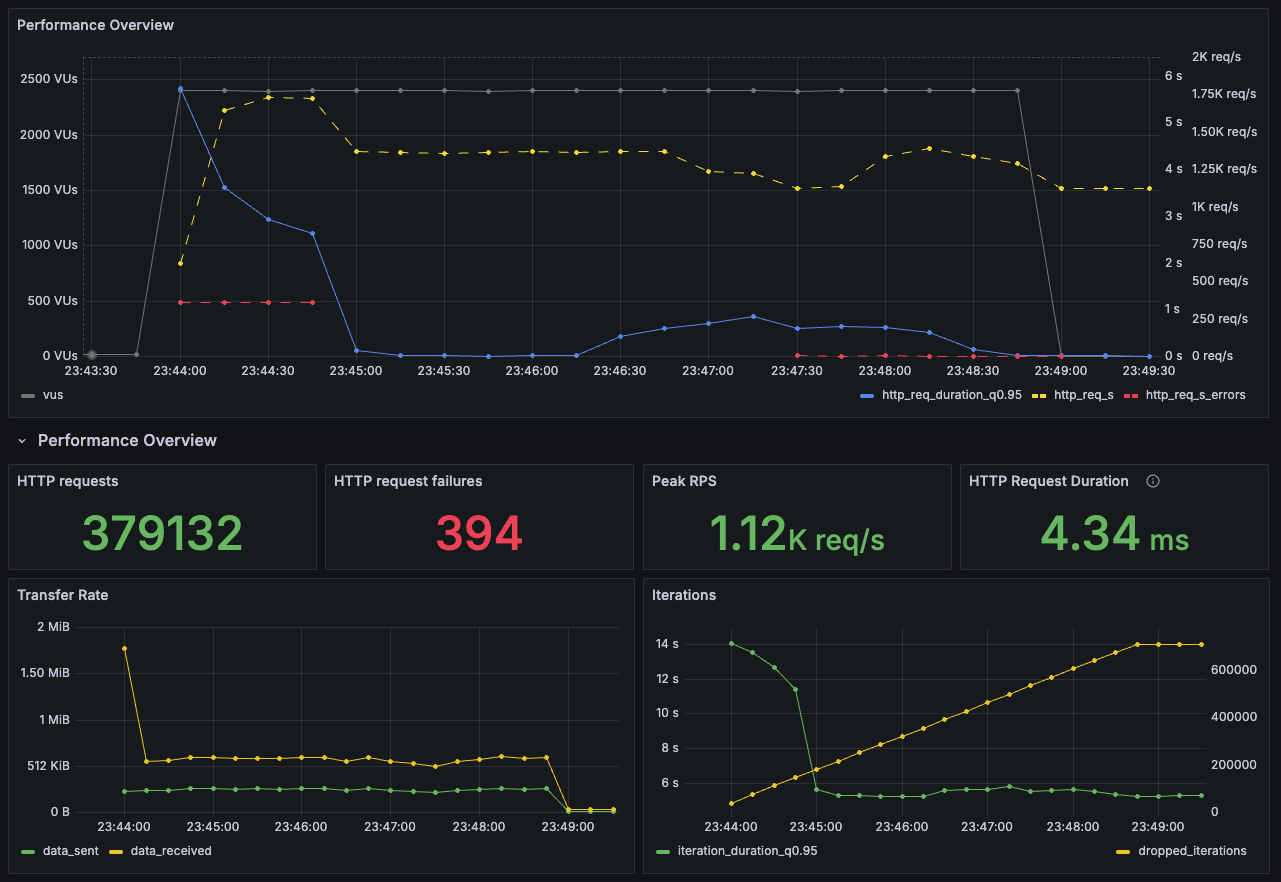 Performance Overview
2K req/s
2500 VUs
6 s
1.75K req/s
2000 VUs
5 s
1.50K req/s
1500 VUs
4 s
1.25K req/s
1000 VUs
3 s
1K req/s
2 s
750 req/s
500 VUs
1 s
500 req/s
250 req/s
0 VUs
0 s
0 req/s
23:43:30 23:44:00 23:44:30 23:45:00 23:45:30 23:46:00 23:46:30 23:47:00 23:47:30 23:48:00 23:48:30 23:49:00 23:49:30
vus
http_req_duration_q0.95 http_req_s http_req_s_errors
Performance Overview
HTTP requests
379132
HTTP request failures
394
Peak RPS
1.12K req/s
HTTP Request Duration
4.34 ms
Transfer Rate
2 MiB
1.50 MiB
1 MiB
512 KiB
0 B
23:44:00 23:45:00 23:46:00 23:47:00 23:48:00 23:49:00
data_sent data_received
Iterations
14 s
12 s
10 s
8 s
6 s
600000
400000
200000
0
23:44:00 23:45:00 23:46:00 23:47:00 23:48:00 23:49:00
iteration_duration_q0.95
dropped_iterations